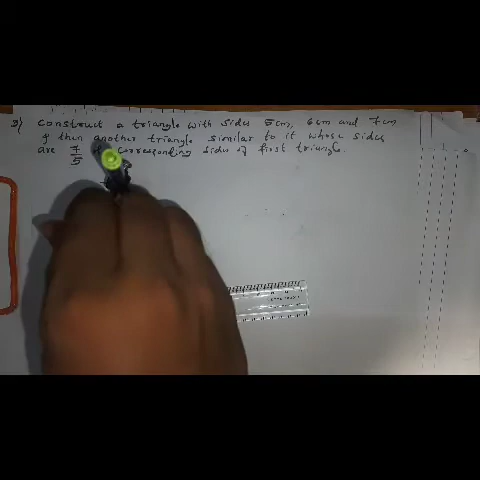 3) Construct a triangle with sides 5cm, 6cm and 7cm
& then another triangle similar to it whose sides
are 7/5 of corresponding sides of first triangle.